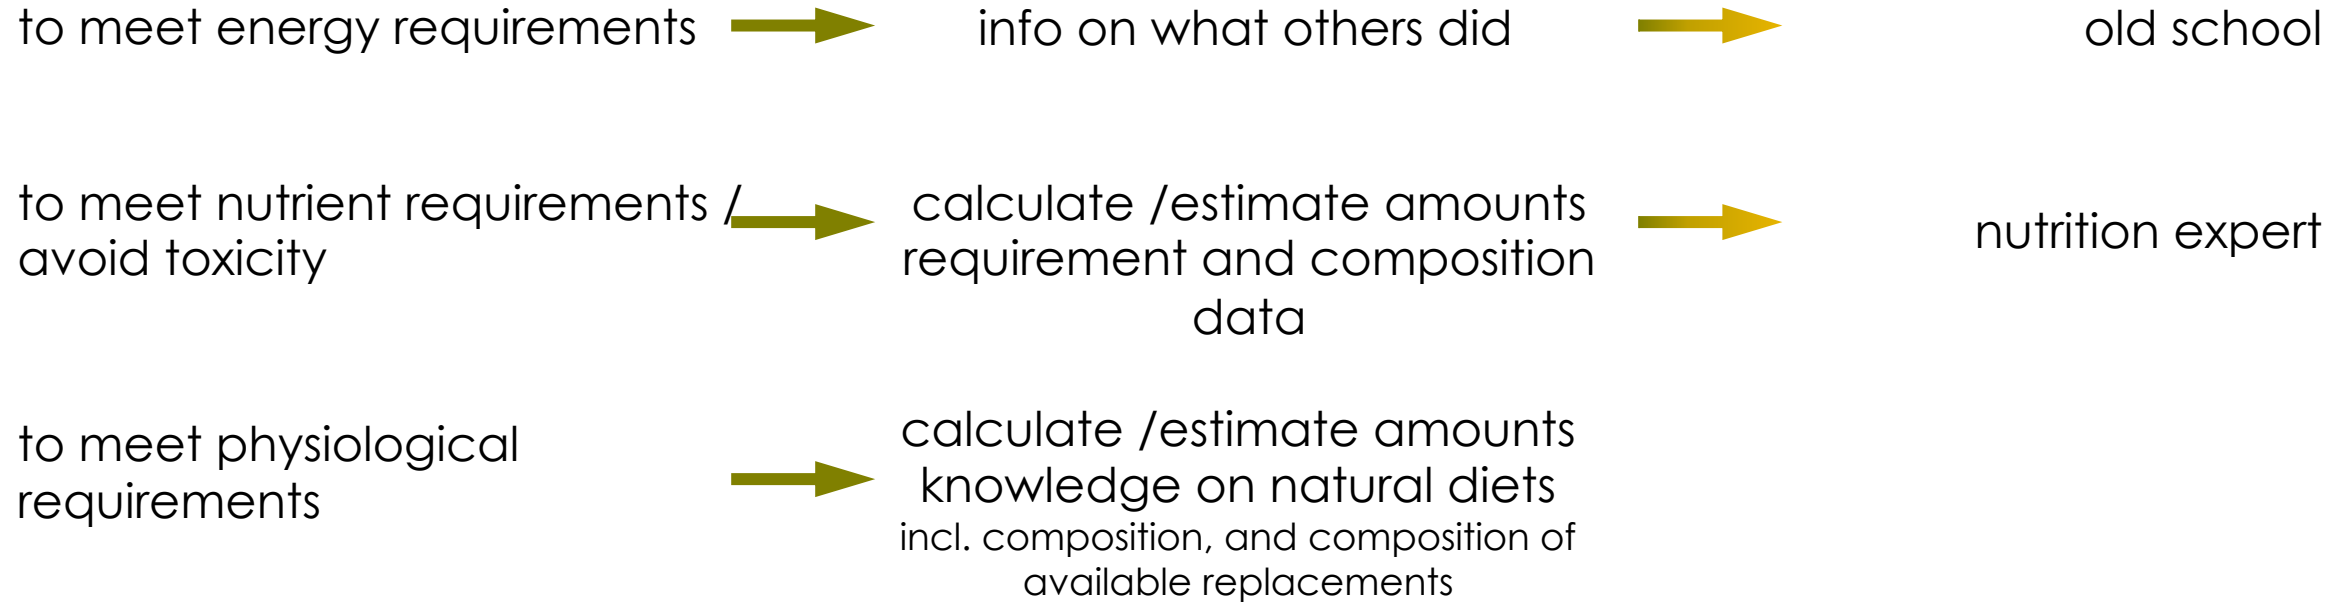 to meet energy requirements
info on what others did
old school
to meet nutrient requirements /
avoid toxicity
calculate /estimate amounts
requirement and composition
data
nutrition expert
to meet physiological
requirements
calculate /estimate amounts
knowledge on natural diets
incl. composition, and composition of
available replacements